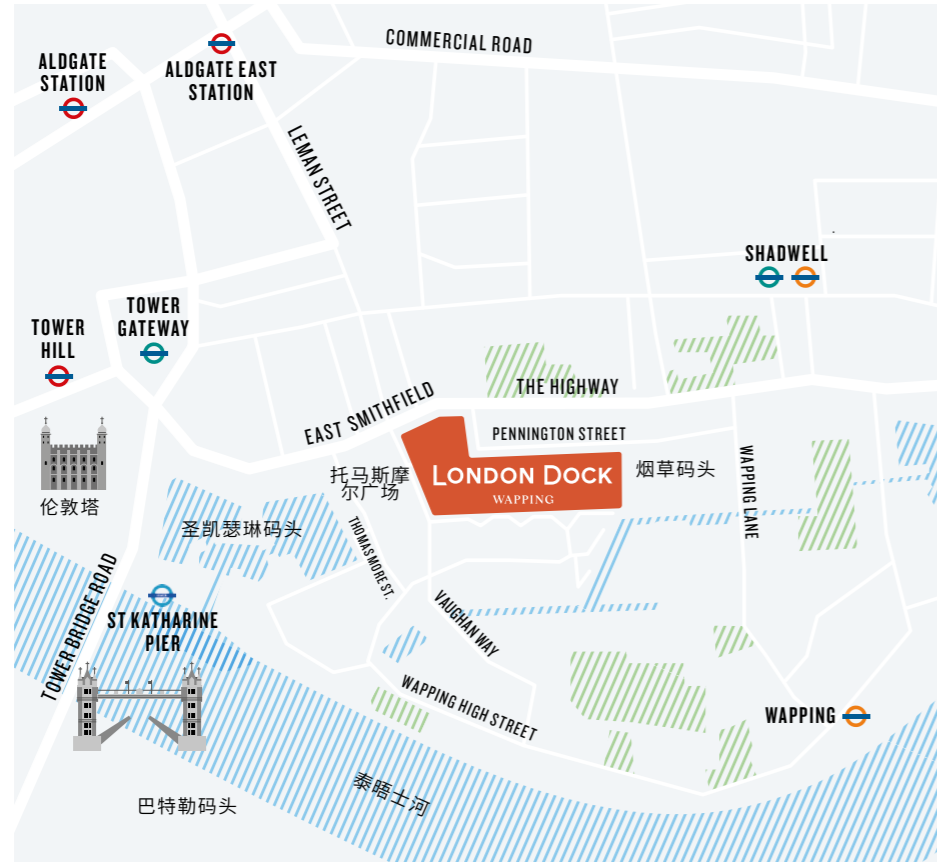 COMMERCIAL ROAD
ALDGATE
STATION
ALDGATE EAST
STATION
LEMAN STREET
SHADWELL
TOWER
GATEWAY
TOWER
HILL
THE HIGHWAY
EAST SMITHFIELD
PENNINGTON STREET
托马斯摩
尔广场
LONDON DOCK
WAPPING
烟草码头
WAPPING LANE
伦敦塔
圣凯瑟琳码头
THOMAS MORE ST.
TOWER BRIDGE ROAD
ST KATHARINE
PIER
VAUGHAN WAY
WAPPING HIGH STREET
WAPPING
泰晤士河
巴特勒码头